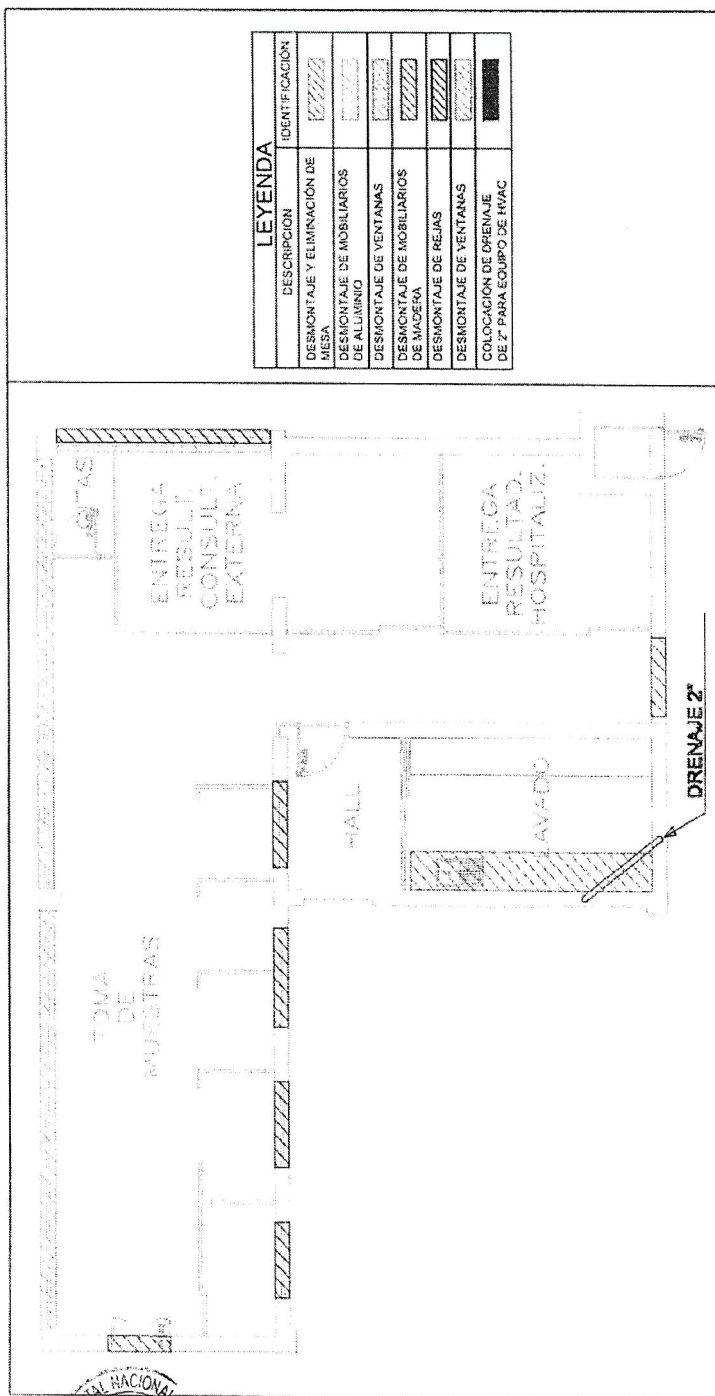 LEYENDA
DESCRIPCIÓN
IDENTIFICACIÓN
DESMONTAJE Y ELIMINACIÓN DE
MESA
DESMONTAJE DE MOBILIARIOS
DE ALUMINIO
DESMONTAJE DE VENTANAS
DESMONTAJE DE MOBILIARIOS
DE MADERA
DESMONTAJE DE REJAS
DESMONTAJE DE VENTANAS
COLOCACIÓN DE DRENAJE
DE 2" PARA EQUIPO DE HVAC
TOMA
DE
MUESTRAS
CITAS
ENTREGA
RESULT.
CONSULT.
EXTERNA
HALL
LAVADO
ENTREGA
RESULTAD.
HOSPITALIZ.
DRENAJE 2"
NACIONAL